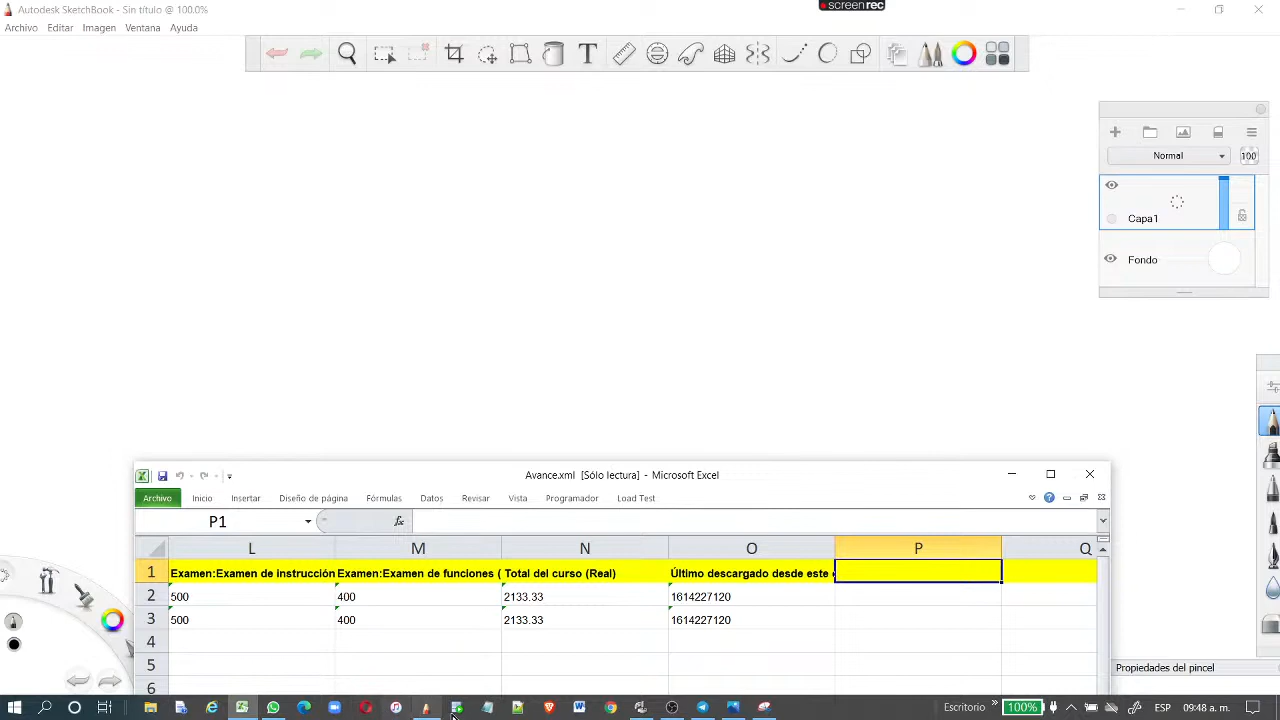 Autodesk SketchBook - Sin título @ 100.0%
screenrec
Archivo Editar Imagen Ventana Ayuda
Normal 100
Capa1
Fondo
Avance.xml [Sólo lectura] - Microsoft Excel
Archivo Inicio Insertar Diseño de página Fórmulas Datos Revisar Vista Programador Load Test
P1 fx
L M N O P Q
1 Examen:Examen de instrucción Examen:Examen de funciones ( Total del curso (Real) Último descargado desde este
2 500 400 2133.33 1614227120
3 500 400 2133.33 1614227120
4
5
6
Propiedades del pincel
Escritorio 100% ESP 09:48 a. m.